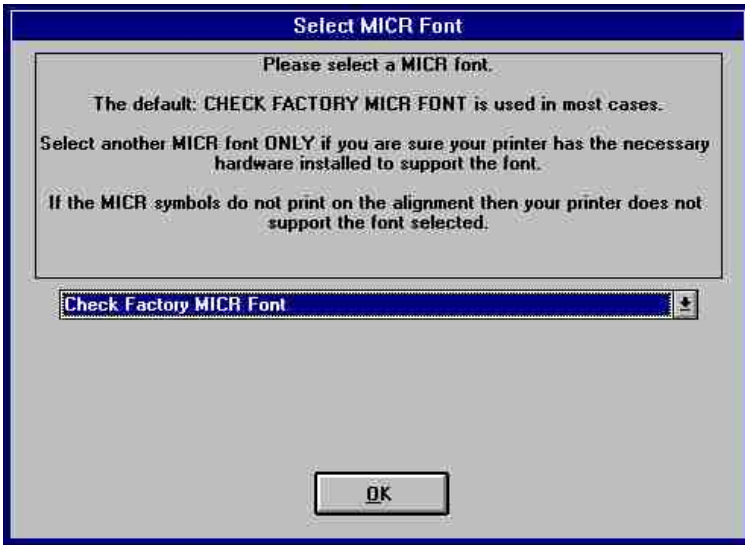 Select MICR Font
Please select a MICR font.
The default: CHECK FACTORY MICR FONT is used in most cases.
Select another MICR font ONLY if you are sure your printer has the necessary
hardware installed to support the font.
If the MICR symbols do not print on the alignment then your printer does not
support the font selected.
Check Factory MICR Font
OK